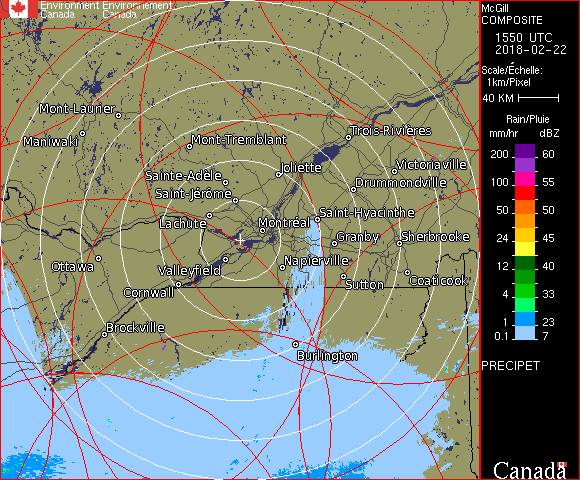 Environment Environnement
Canada Canada
McGill
COMPOSITE
1550 UTC
2018-02-22
Scale/Échelle:
1km/Pixel
40 KM
Rain/Pluie
mm/hr dBZ
200 60
55
100 55
50 50
24 45
12 40
4 33
1 23
0.1 7
PRECIPET
Canada
Mont-Laurier
Maniwaki
Mont-Tremblant
Trois-Rivières
Sainte-Adèle
Joliette
Victoriaville
Saint-Jérôme
Drummondville
Lachute
Montréal
Saint-Hyacinthe
Granby
Sherbrooke
Ottawa
Valleyfield
Napierville
Cornwall
Sutton
Coaticook
Brockville
Burlington